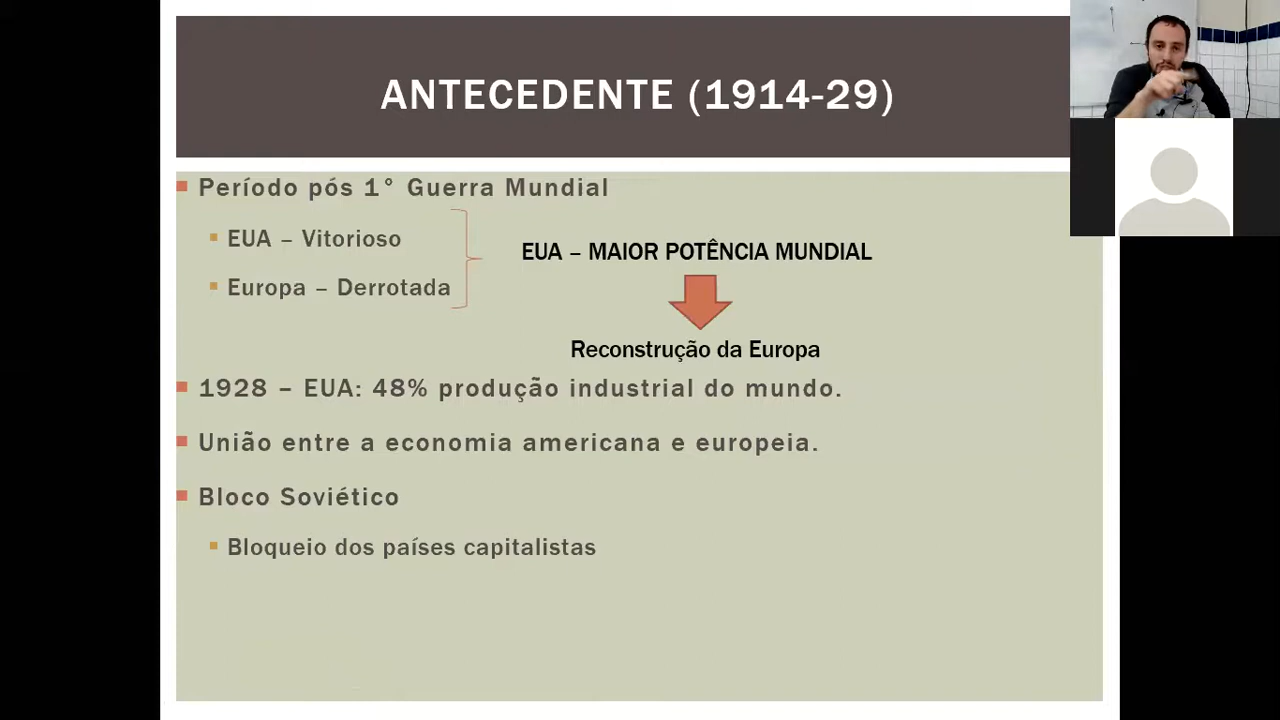 ANTECEDENTE (1914-29)
Período pós 1° Guerra Mundial
EUA – Vitorioso
Europa – Derrotada
EUA – MAIOR POTÊNCIA MUNDIAL
Reconstrução da Europa
1928 – EUA: 48% produção industrial do mundo.
União entre a economia americana e europeia.
Bloco Soviético
Bloqueio dos países capitalistas